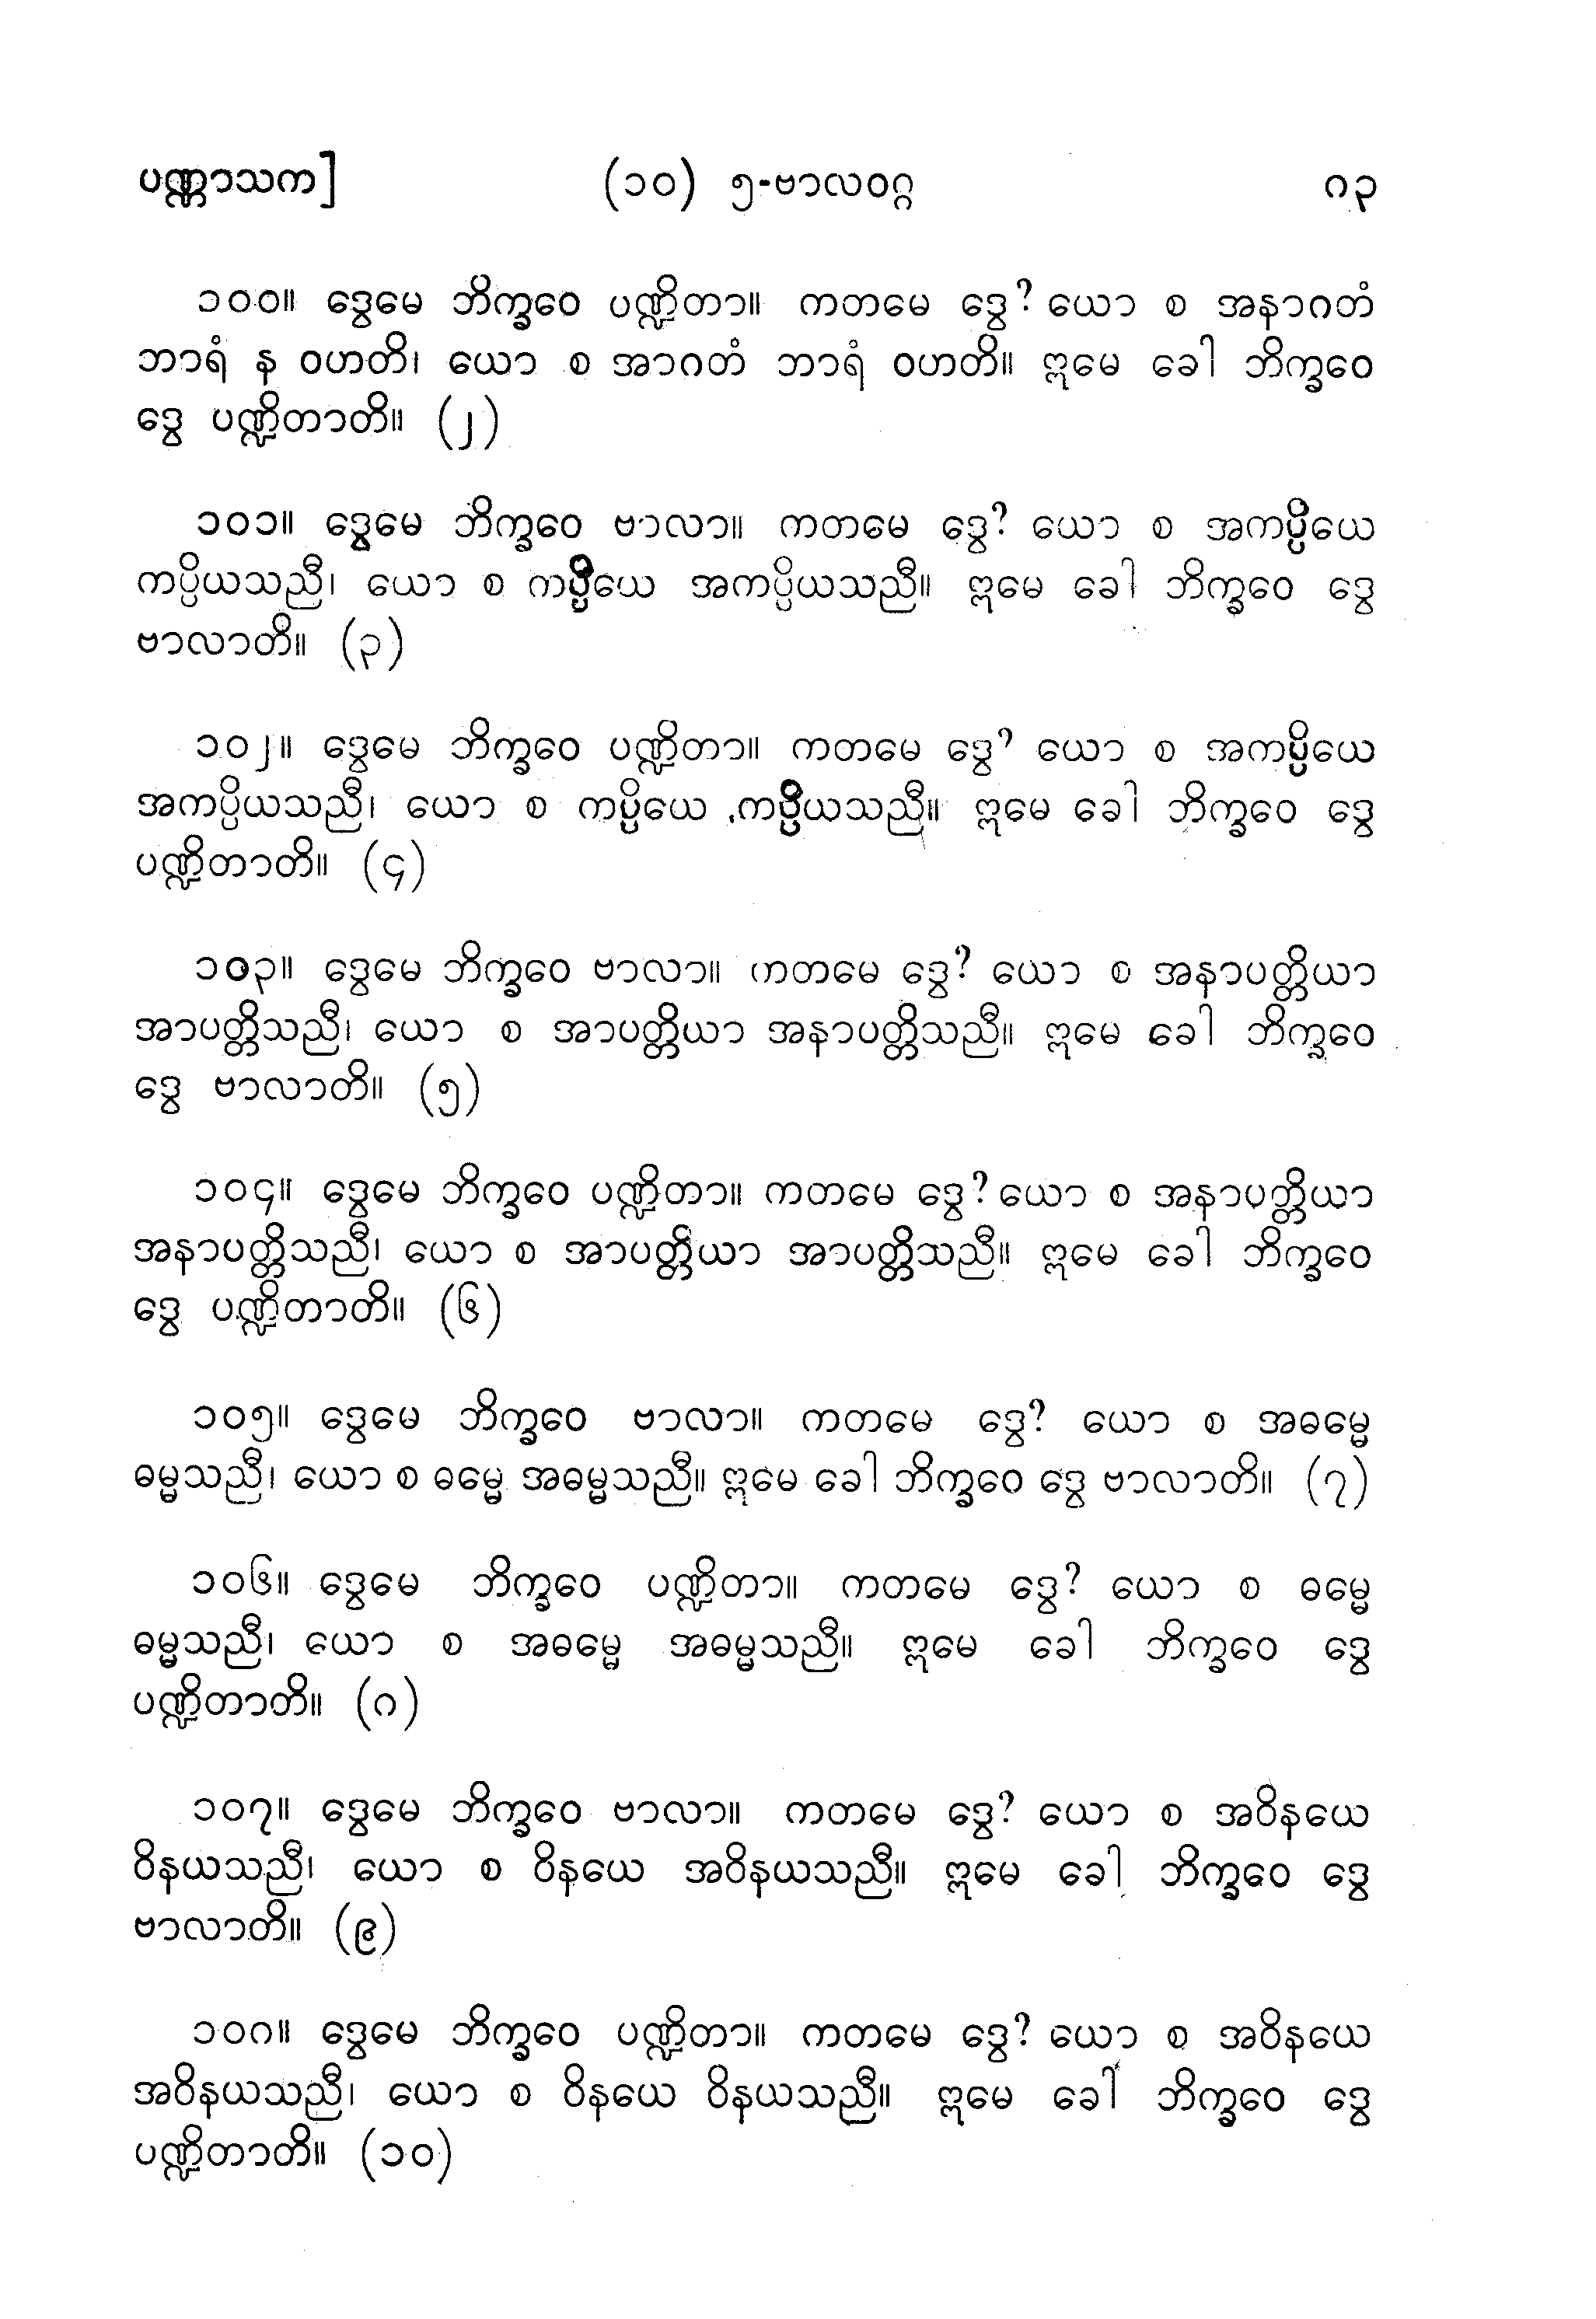 ပဏ္ဏာသက] (၁၀) ၅-ဗာလဝဂ္ဂ ၈၃
၁၀၀။ ဒွေမေ ဘိက္ခဝေ ပဏ္ဍိတာ။ ကတမေ ဒွေ? ယော စ အနာဂတံ
ဘာရံ န ဝဟတိ၊ ယော စ အာဂတံ ဘာရံ ဝဟတိ။ ဣမေ ခေါ ဘိက္ခဝေ
ဒွေ ပဏ္ဍိတာတိ။ (၂)
၁၀၁။ ဒွေမေ ဘိက္ခဝေ ဗာလာ။ ကတမေ ဒွေ? ယော စ အကပ္ပိယေ
ကပ္ပိယသညီ၊ ယော စ ကပ္ပိယေ အကပ္ပိယသညီ။ ဣမေ ခေါ ဘိက္ခဝေ ဒွေ
ဗာလာတိ။ (၃)
၁၀၂။ ဒွေမေ ဘိက္ခဝေ ပဏ္ဍိတာ။ ကတမေ ဒွေ? ယော စ အကပ္ပိယေ
အကပ္ပိယသညီ၊ ယော စ ကပ္ပိယေ ကပ္ပိယသညီ။ ဣမေ ခေါ ဘိက္ခဝေ ဒွေ
ပဏ္ဍိတာတိ။ (၄)
၁၀၃။ ဒွေမေ ဘိက္ခဝေ ဗာလာ။ ကတမေ ဒွေ? ယော စ အနာပတ္တိယာ
အာပတ္တိသညီ၊ ယော စ အာပတ္တိယာ အနာပတ္တိသညီ။ ဣမေ ခေါ ဘိက္ခဝေ
ဒွေ ဗာလာတိ။ (၅)
၁၀၄။ ဒွေမေ ဘိက္ခဝေ ပဏ္ဍိတာ။ ကတမေ ဒွေ? ယော စ အနာပတ္တိယာ
အနာပတ္တိသညီ၊ ယော စ အာပတ္တိယာ အာပတ္တိသညီ။ ဣမေ ခေါ ဘိက္ခဝေ
ဒွေ ပဏ္ဍိတာတိ။ (၆)
၁၀၅။ ဒွေမေ ဘိက္ခဝေ ဗာလာ။ ကတမေ ဒွေ? ယော စ အဓမ္မေ
ဓမ္မသညီ၊ ယော စ ဓမ္မေ အဓမ္မသညီ။ ဣမေ ခေါ ဘိက္ခဝေ ဒွေ ဗာလာတိ။ (၇)
၁၀၆။ ဒွေမေ ဘိက္ခဝေ ပဏ္ဍိတာ။ ကတမေ ဒွေ? ယော စ ဓမ္မေ
ဓမ္မသညီ၊ ယော စ အဓမ္မေ အဓမ္မသညီ။ ဣမေ ခေါ ဘိက္ခဝေ ဒွေ
ပဏ္ဍိတာတိ။ (၈)
၁၀၇။ ဒွေမေ ဘိက္ခဝေ ဗာလာ။ ကတမေ ဒွေ? ယော စ အဝိနယေ
ဝိနယသညီ၊ ယော စ ဝိနယေ အဝိနယသညီ။ ဣမေ ခေါ ဘိက္ခဝေ ဒွေ
ဗာလာတိ။ (၉)
၁၀၈။ ဒွေမေ ဘိက္ခဝေ ပဏ္ဍိတာ။ ကတမေ ဒွေ? ယော စ အဝိနယေ
အဝိနယသညီ၊ ယော စ ဝိနယေ ဝိနယသညီ။ ဣမေ ခေါ ဘိက္ခဝေ ဒွေ
ပဏ္ဍိတာတိ။ (၁၀)